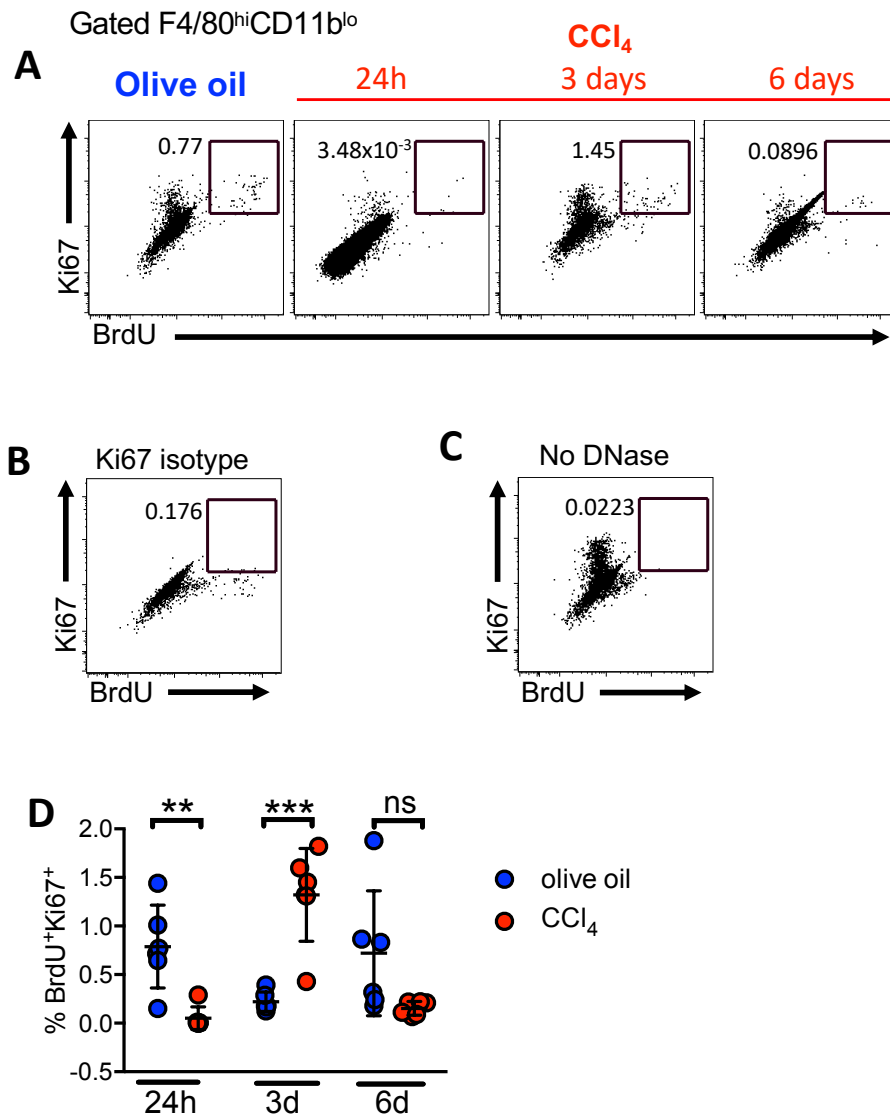 Gated F4/80ʰⁱCD11bˡᵒ
A
CCl₄
Olive oil
24h
3 days
6 days
0.77
3.48x10⁻³
1.45
0.0896
Ki67
BrdU
B
Ki67 isotype
0.176
Ki67
BrdU
C
No DNase
0.0223
Ki67
BrdU
D
**
***
ns
% BrdU⁺Ki67⁺
2.0
1.5
1.0
0.5
0.0
-0.5
24h
3d
6d
olive oil
CCl₄